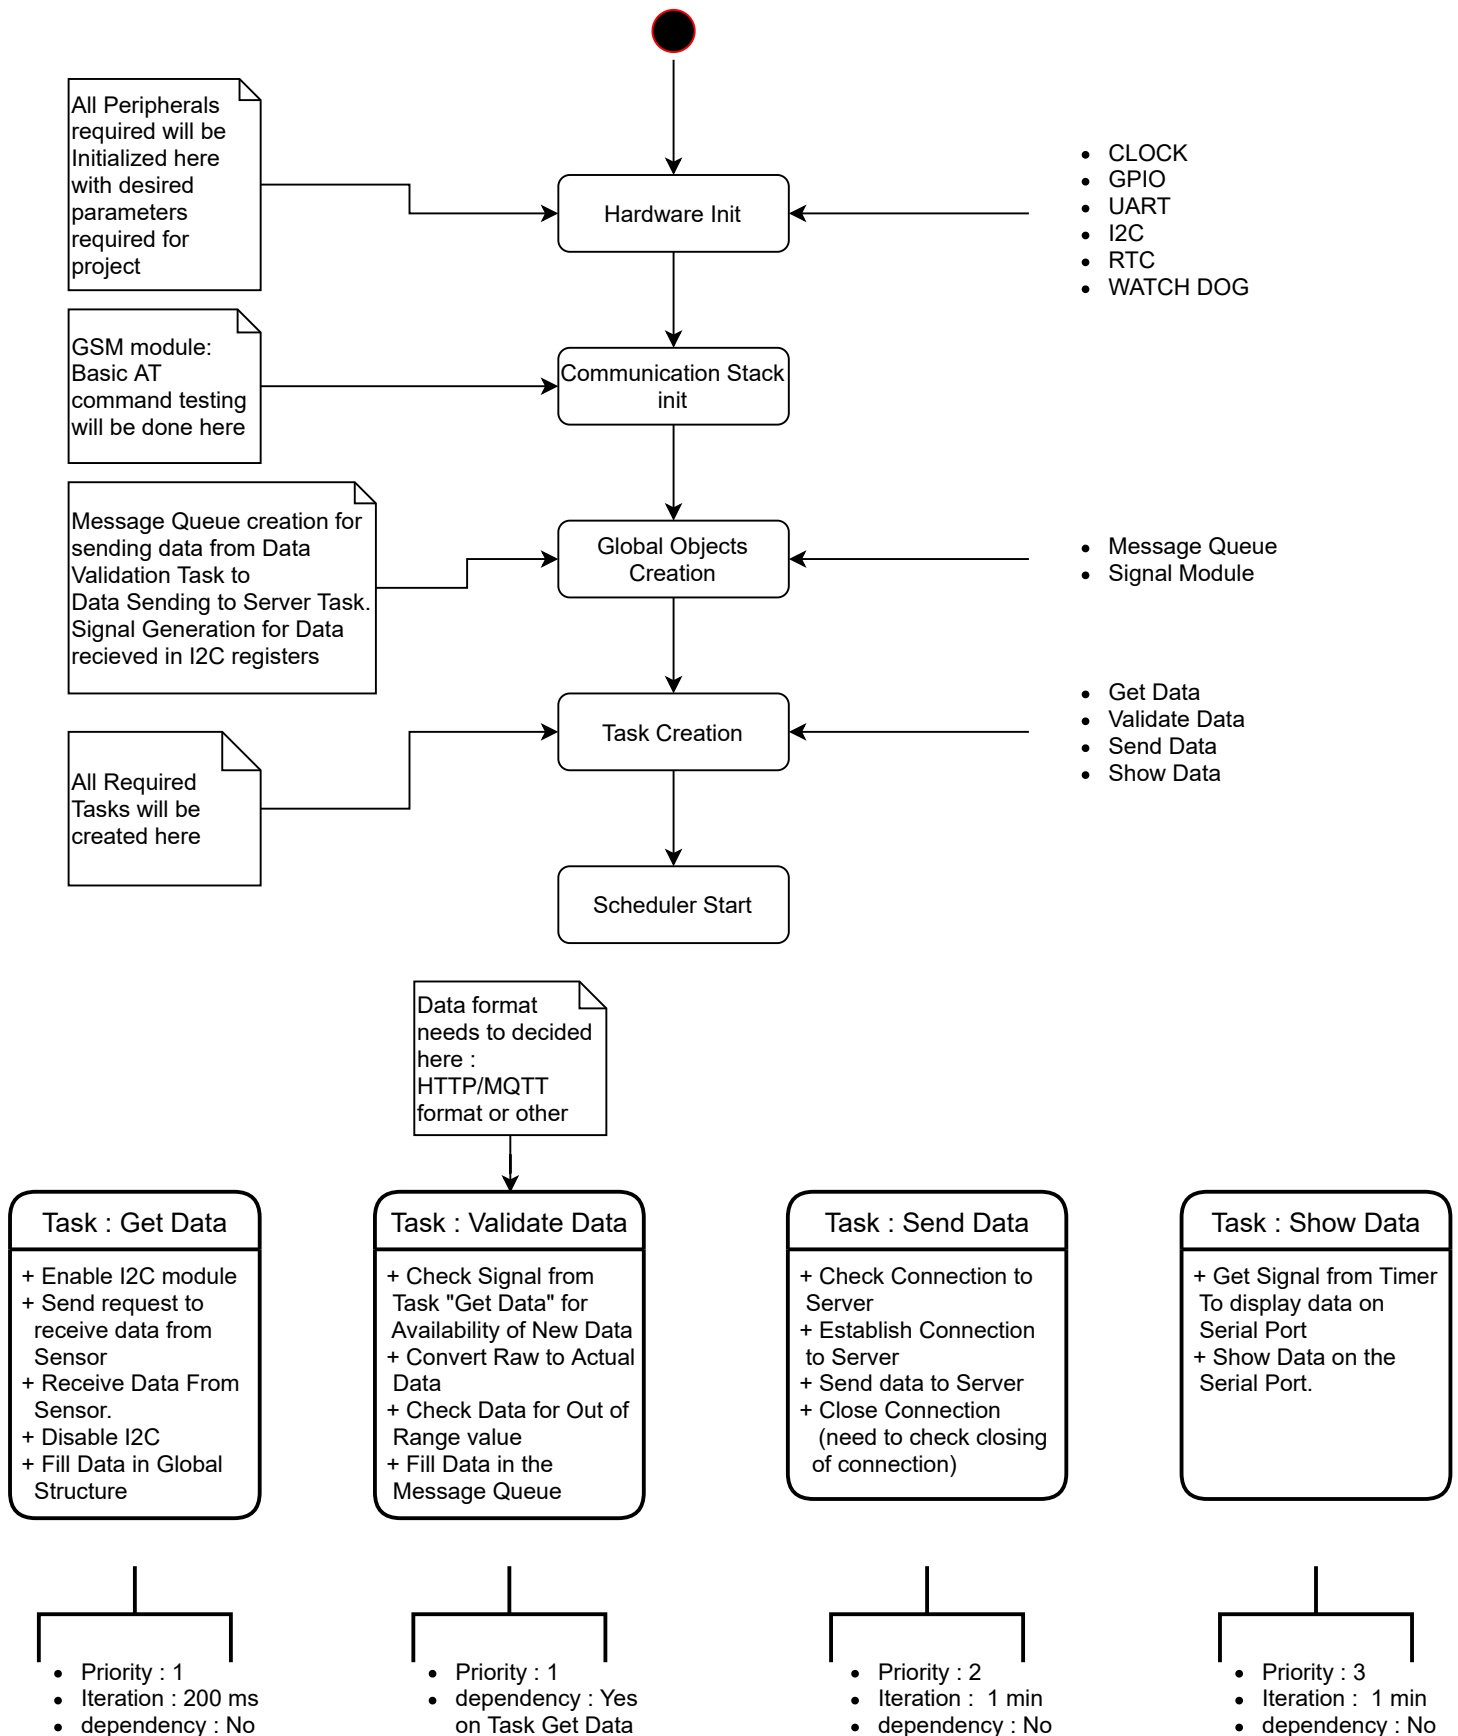 All Peripherals
required will be
Initialized here
with desired
parameters
required for
project
Hardware Init
• CLOCK
• GPIO
• UART
• I2C
• RTC
• WATCH DOG
GSM module:
Basic AT
command testing
will be done here
Communication Stack
init
Message Queue creation for
sending data from Data
Validation Task to
Data Sending to Server Task.
Signal Generation for Data
recieved in I2C registers
Global Objects
Creation
• Message Queue
• Signal Module
All Required
Tasks will be
created here
Task Creation
• Get Data
• Validate Data
• Send Data
• Show Data
Scheduler Start
Data format
needs to decided
here :
HTTP/MQTT
format or other
Task : Get Data
+ Enable I2C module
+ Send request to
receive data from
Sensor
+ Receive Data From
Sensor.
+ Disable I2C
+ Fill Data in Global
Structure
• Priority : 1
• Iteration : 200 ms
• dependency : No
Task : Validate Data
+ Check Signal from
Task "Get Data" for
Availability of New Data
+ Convert Raw to Actual
Data
+ Check Data for Out of
Range value
+ Fill Data in the
Message Queue
• Priority : 1
• dependency : Yes
on Task Get Data
Task : Send Data
+ Check Connection to
Server
+ Establish Connection
to Server
+ Send data to Server
+ Close Connection
(need to check closing
of connection)
• Priority : 2
• Iteration :  1 min
• dependency : No
Task : Show Data
+ Get Signal from Timer
To display data on
Serial Port
+ Show Data on the
Serial Port.
• Priority : 3
• Iteration :  1 min
• dependency : No